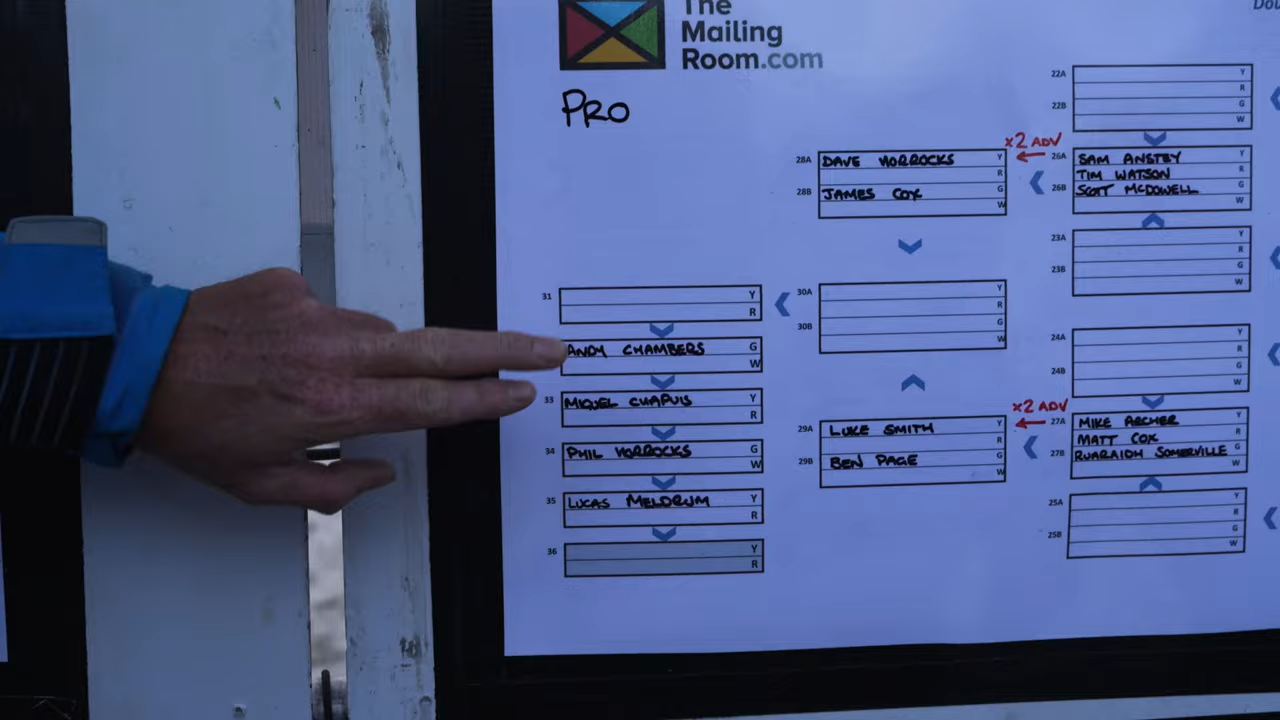 The
Mailing
Room.com
Dou
PRO
31
Y
R
ANDY CHAMBERS G
W
33
MIQUEL CHAPUIS Y
R
34
PHIL HORROCKS G
W
35
LUCAS MELDRUM Y
R
36
Y
R
x2 ADV
28A
DAVE HORROCKS Y
R
28B
JAMES COX G
W
30A
Y
R
30B
G
W
x2 ADV
29A
LUKE SMITH Y
R
29B
BEN PAGE G
W
22A
Y
R
22B
G
W
26A
SAM ANSTEY Y
TIM WATSON R
26B
SCOTT MCDOWELL G
W
23A
Y
R
23B
G
W
24A
Y
R
24B
G
W
27A
MIKE ARCHER Y
MATT COX R
27B
RUARAIDH SOMERVILLE G
W
25A
Y
R
25B
G
W